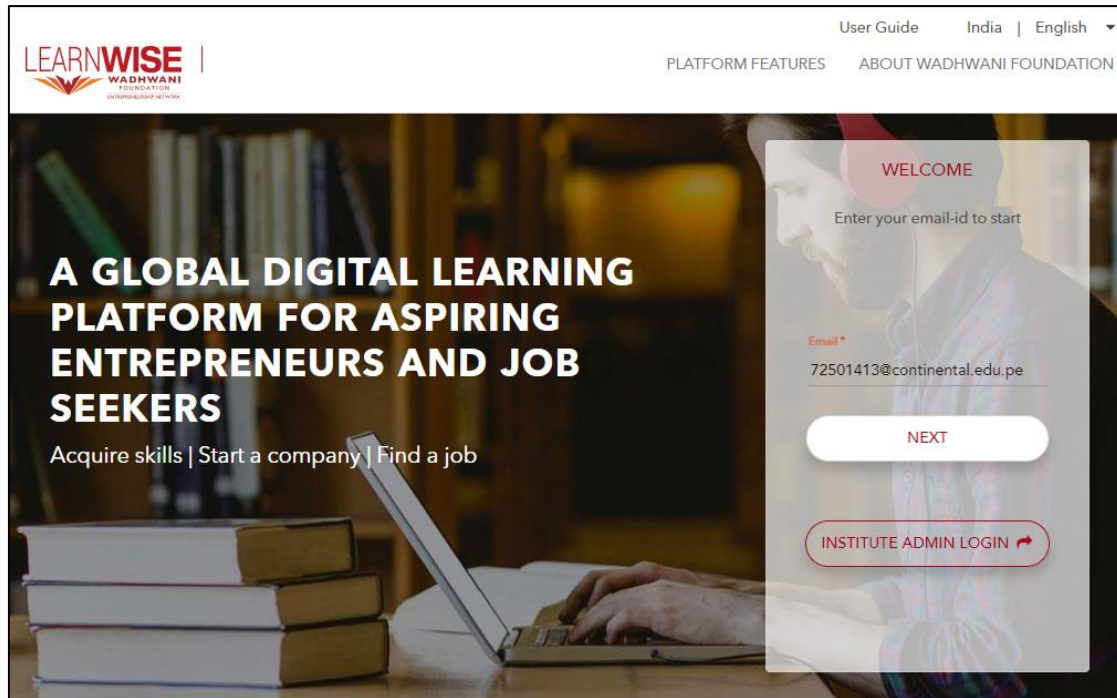 User Guide India | English
LEARNWISE
WADHWANI
FOUNDATION
ENTREPRENEURSHIP NETWORK
PLATFORM FEATURES ABOUT WADHWANI FOUNDATION
WELCOME
Enter your email-id to start
A GLOBAL DIGITAL LEARNING
PLATFORM FOR ASPIRING
ENTREPRENEURS AND JOB
SEEKERS
Acquire skills | Start a company | Find a job
Email *
72501413@continental.edu.pe
NEXT
INSTITUTE ADMIN LOGIN